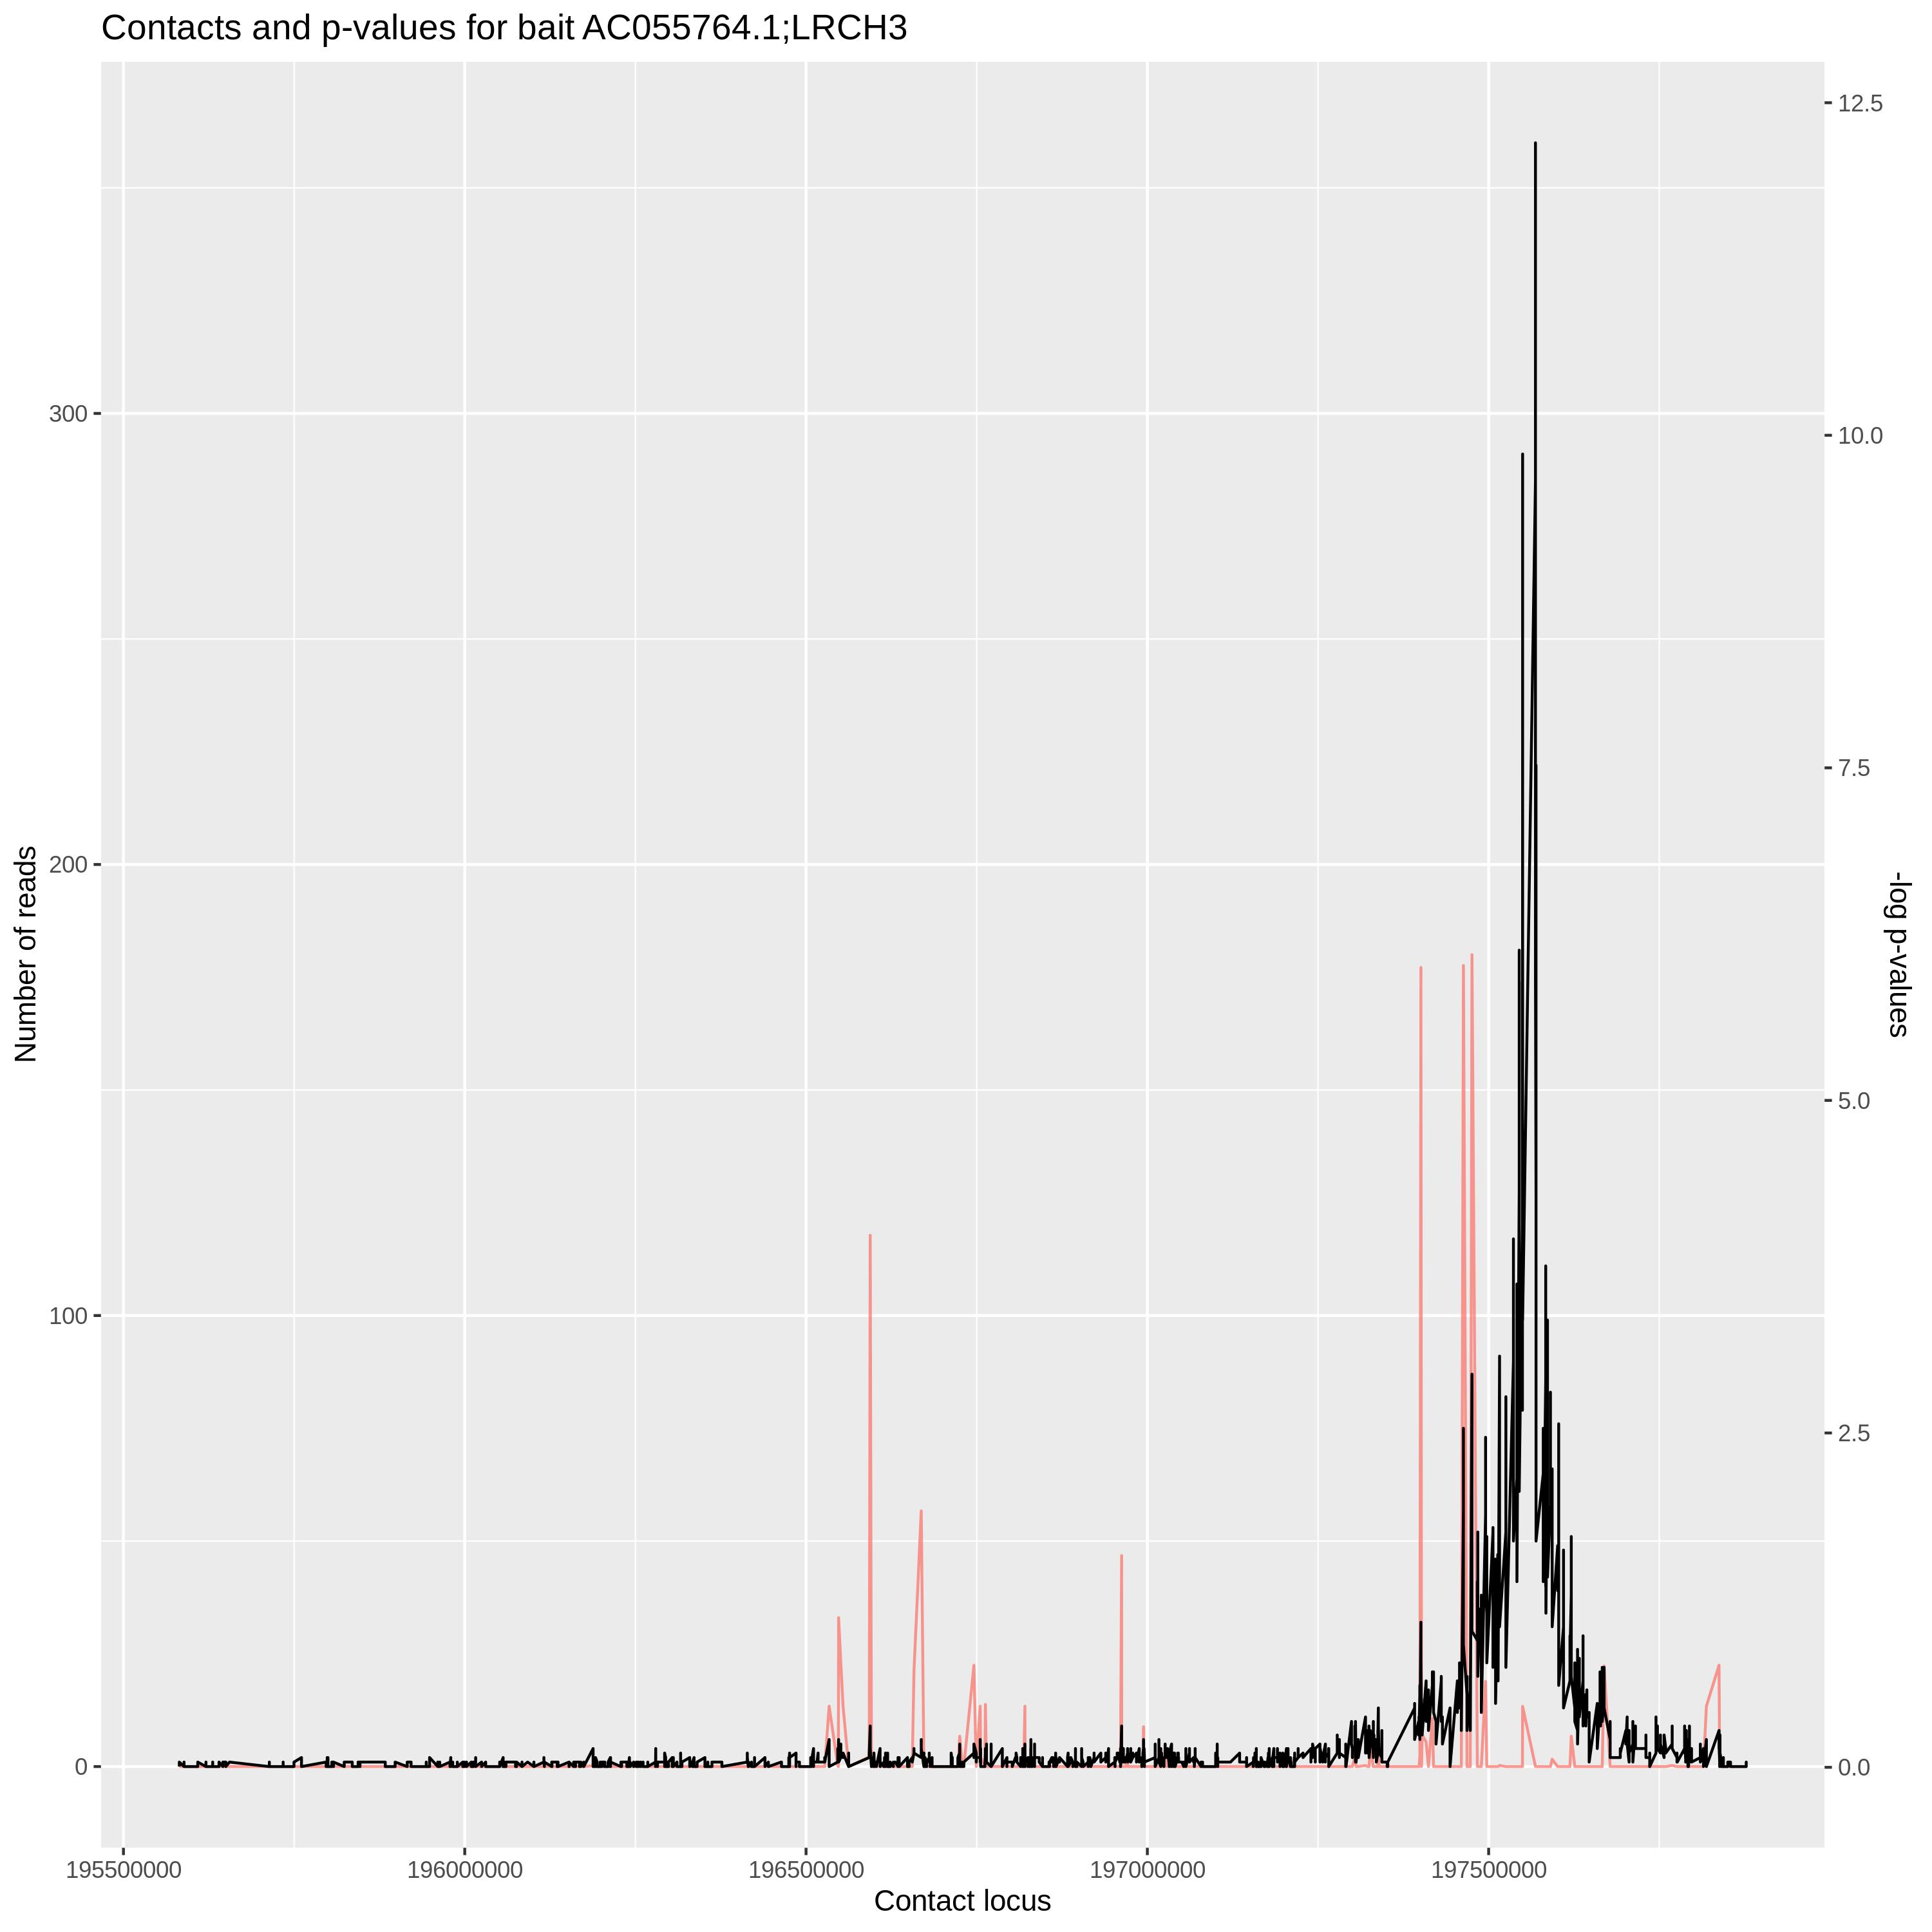 Contacts and p-values for bait AC055764.1;LRCH3
12.5
10.0
7.5
5.0
2.5
0.0
300
200
100
0
Number of reads
-log p-values
195500000 196000000 196500000 197000000 197500000
Contact locus